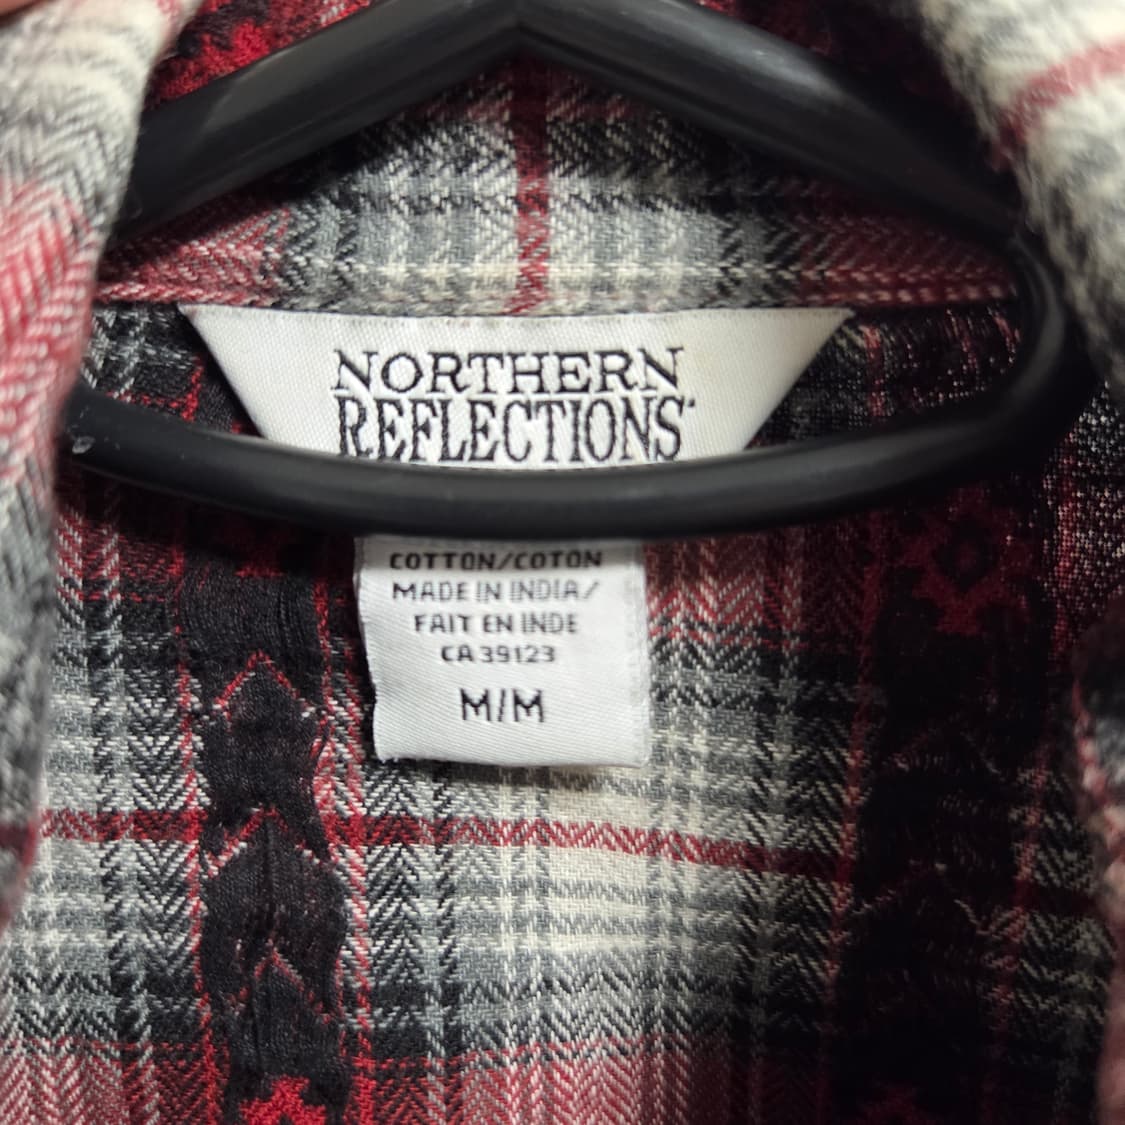 NORTHERN
REFLECTIONS
COTTON/COTON
MADE IN INDIA/
FAIT EN INDE
CA 39123
M/M